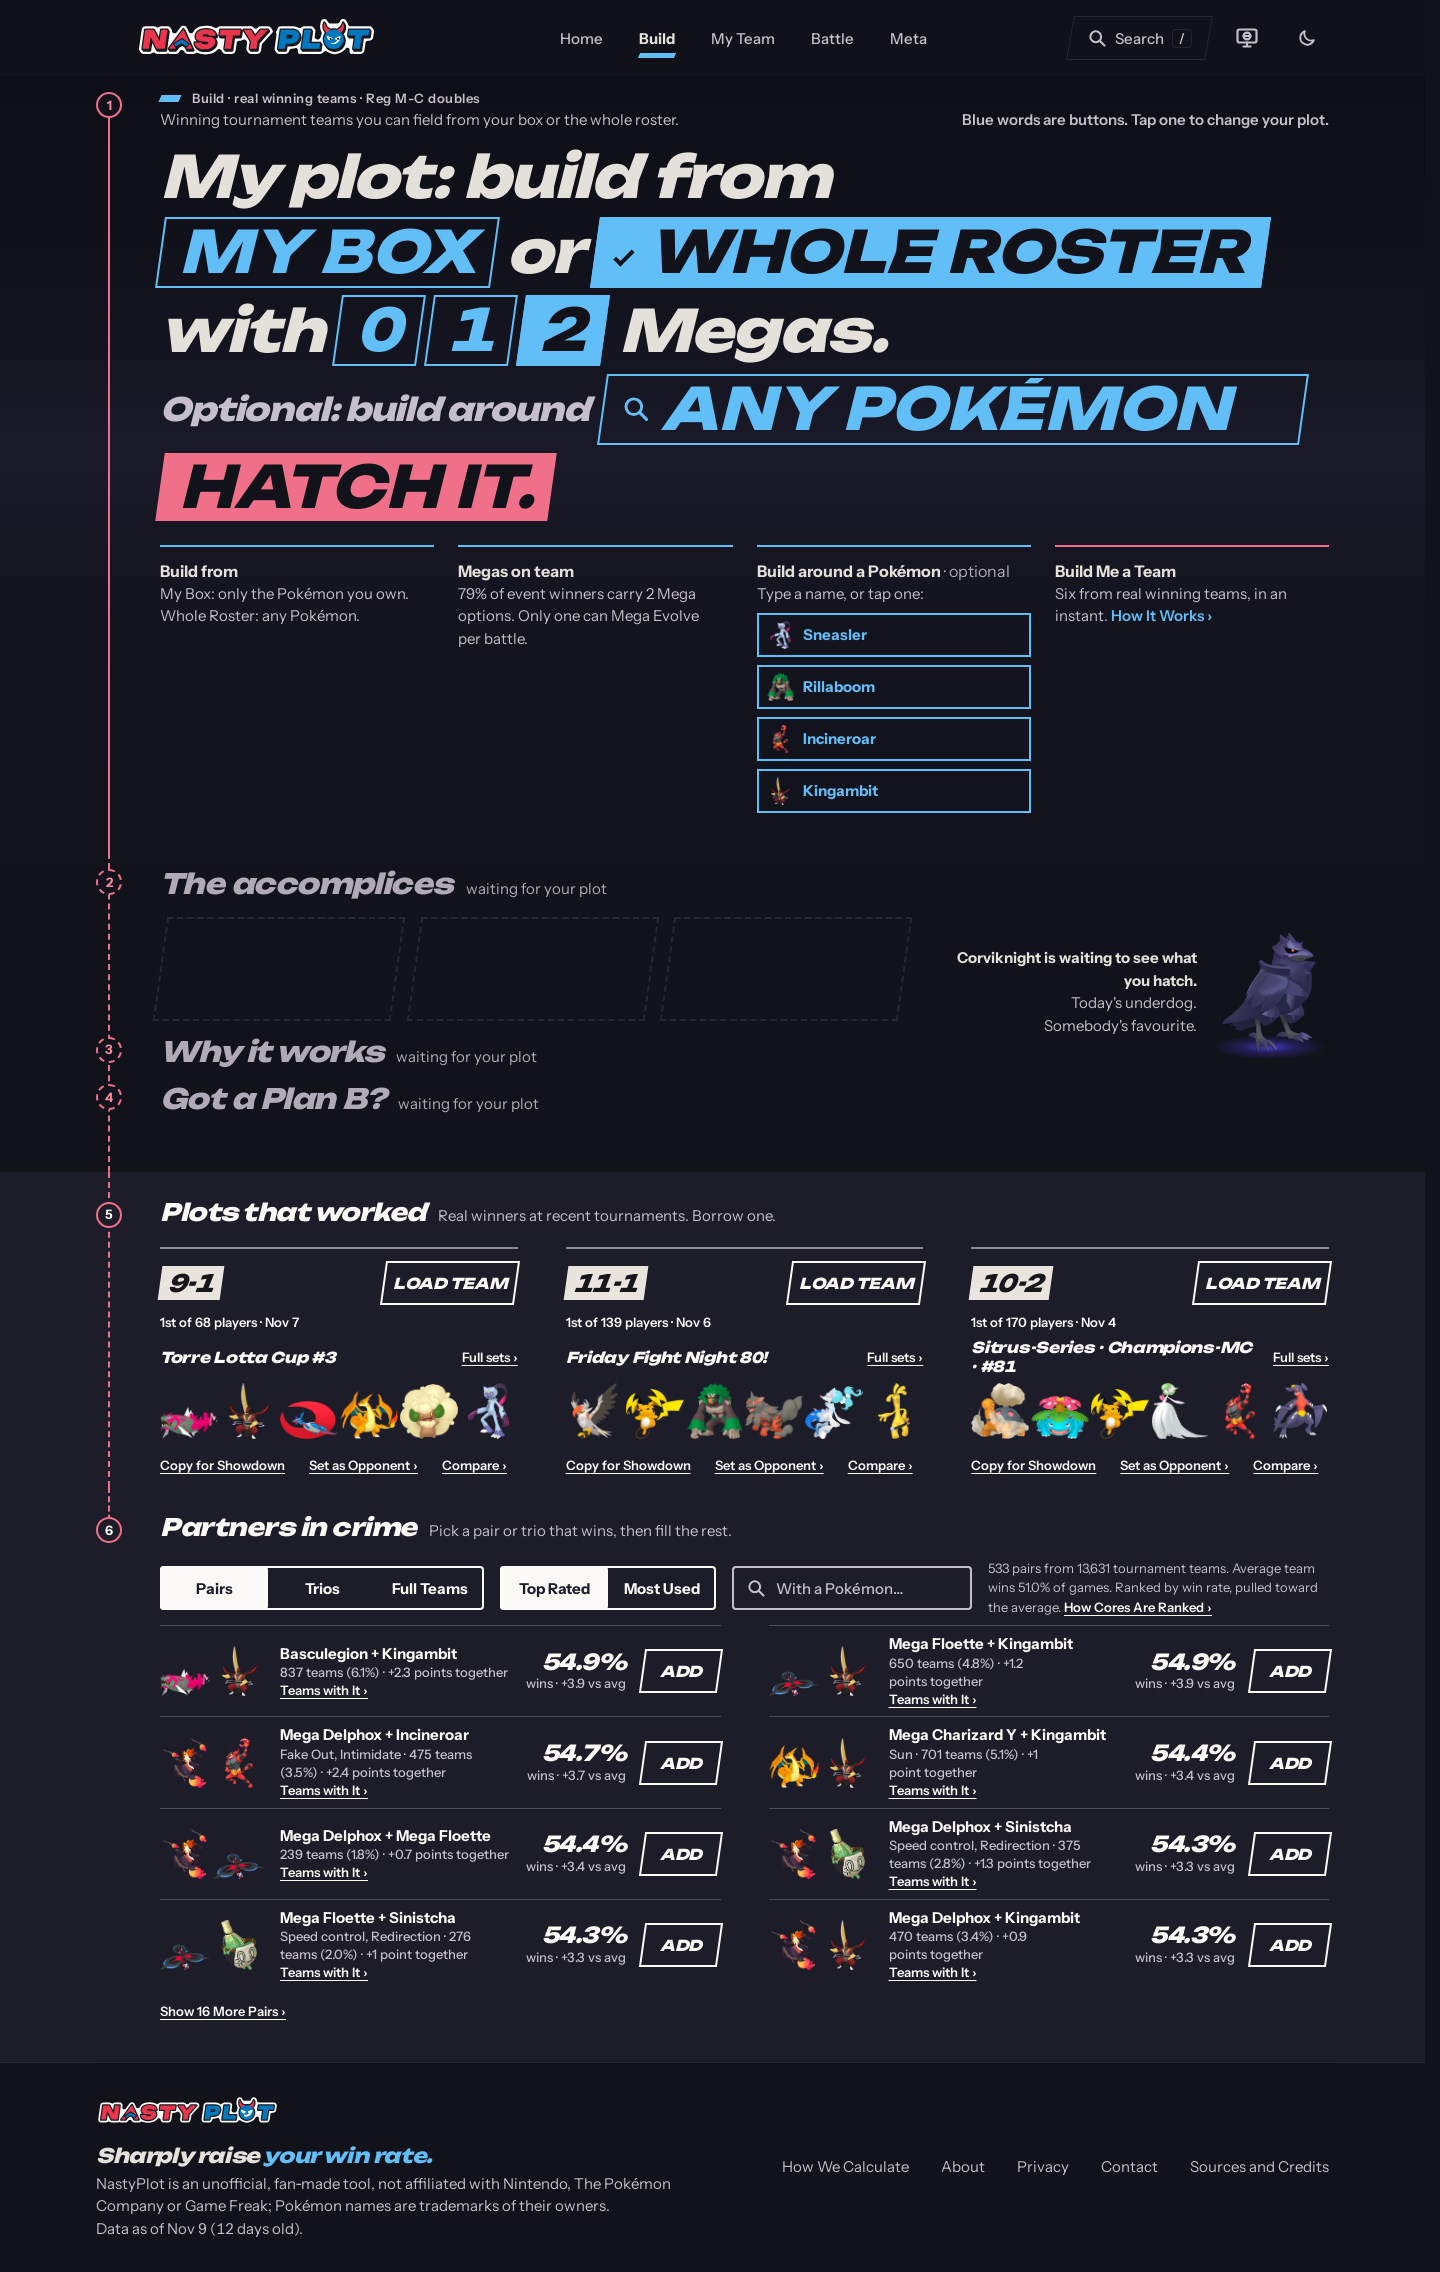 NASTY PLOT
Home
Build
My Team
Battle
Meta
Search /
1
Build · real winning teams · Reg M-C doubles
Winning tournament teams you can field from your box or the whole roster.
Blue words are buttons. Tap one to change your plot.
My plot: build from
MY BOX or ✓ WHOLE ROSTER
with 0 1 2 Megas.
Optional: build around ANY POKÉMON
HATCH IT.
Build from
My Box: only the Pokémon you own.
Whole Roster: any Pokémon.
Megas on team
79% of event winners carry 2 Mega
options. Only one can Mega Evolve
per battle.
Build around a Pokémon · optional
Type a name, or tap one:
Sneasler
Rillaboom
Incineroar
Kingambit
Build Me a Team
Six from real winning teams, in an
instant. How It Works ›
2
The accomplices waiting for your plot
Corviknight is waiting to see what
you hatch.
Today's underdog.
Somebody's favourite.
3
Why it works waiting for your plot
4
Got a Plan B? waiting for your plot
5
Plots that worked Real winners at recent tournaments. Borrow one.
9-1
LOAD TEAM
1st of 68 players · Nov 7
Torre Lotta Cup #3
Full sets ›
Copy for Showdown
Set as Opponent ›
Compare ›
11-1
LOAD TEAM
1st of 139 players · Nov 6
Friday Fight Night 80!
Full sets ›
Copy for Showdown
Set as Opponent ›
Compare ›
10-2
LOAD TEAM
1st of 170 players · Nov 4
Sitrus-Series · Champions-MC
· #81
Full sets ›
Copy for Showdown
Set as Opponent ›
Compare ›
6
Partners in crime Pick a pair or trio that wins, then fill the rest.
Pairs
Trios
Full Teams
Top Rated
Most Used
With a Pokémon...
533 pairs from 13,631 tournament teams. Average team
wins 51.0% of games. Ranked by win rate, pulled toward
the average. How Cores Are Ranked ›
Basculegion + Kingambit
837 teams (6.1%) · +2.3 points together
Teams with It ›
54.9%
wins · +3.9 vs avg
ADD
Mega Floette + Kingambit
650 teams (4.8%) · +1.2
points together
Teams with It ›
54.9%
wins · +3.9 vs avg
ADD
Mega Delphox + Incineroar
Fake Out, Intimidate · 475 teams
(3.5%) · +2.4 points together
Teams with It ›
54.7%
wins · +3.7 vs avg
ADD
Mega Charizard Y + Kingambit
Sun · 701 teams (5.1%) · +1
point together
Teams with It ›
54.4%
wins · +3.4 vs avg
ADD
Mega Delphox + Mega Floette
239 teams (1.8%) · +0.7 points together
Teams with It ›
54.4%
wins · +3.4 vs avg
ADD
Mega Delphox + Sinistcha
Speed control, Redirection · 375
teams (2.8%) · +1.3 points together
Teams with It ›
54.3%
wins · +3.3 vs avg
ADD
Mega Floette + Sinistcha
Speed control, Redirection · 276
teams (2.0%) · +1 point together
Teams with It ›
54.3%
wins · +3.3 vs avg
ADD
Mega Delphox + Kingambit
470 teams (3.4%) · +0.9
points together
Teams with It ›
54.3%
wins · +3.3 vs avg
ADD
Show 16 More Pairs ›
NASTY PLOT
Sharply raise your win rate.
NastyPlot is an unofficial, fan-made tool, not affiliated with Nintendo, The Pokémon
Company or Game Freak; Pokémon names are trademarks of their owners.
Data as of Nov 9 (12 days old).
How We Calculate
About
Privacy
Contact
Sources and Credits